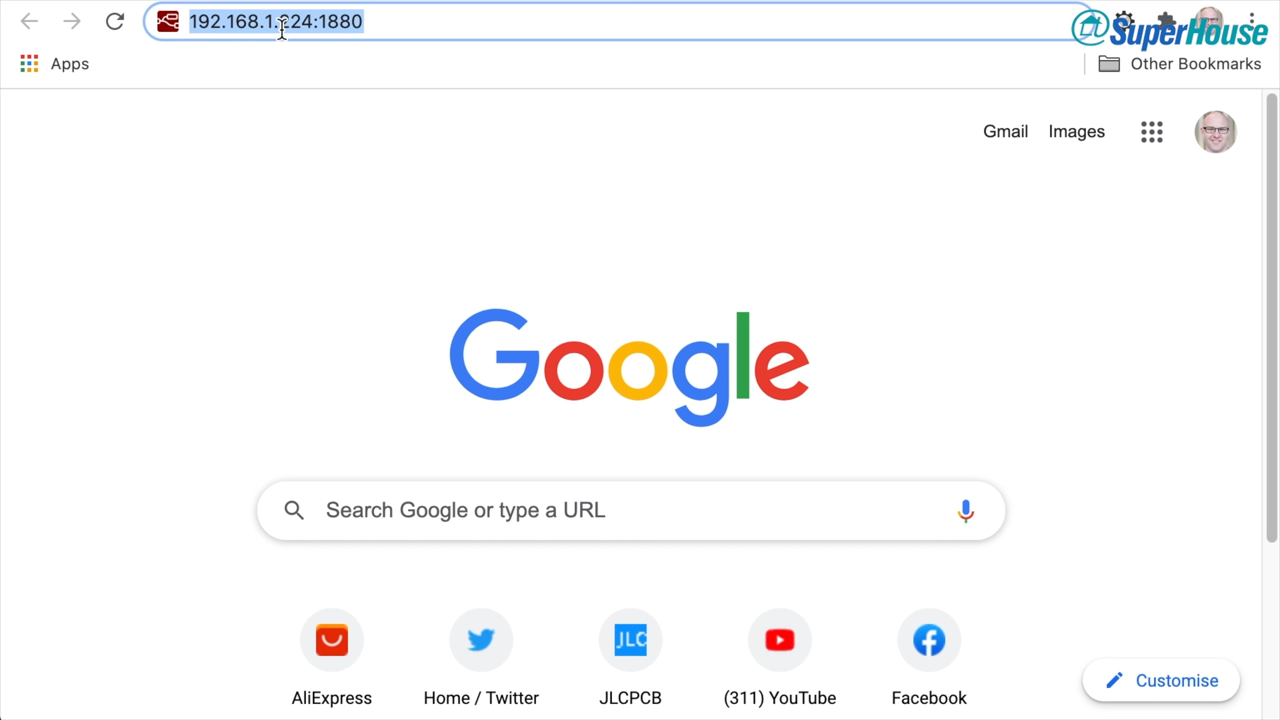 192.168.1.224:1880
SuperHouse
Apps
Other Bookmarks
Gmail
Images
Google
Search Google or type a URL
JLC
AliExpress
Home / Twitter
JLCPCB
(311) YouTube
Facebook
Customise